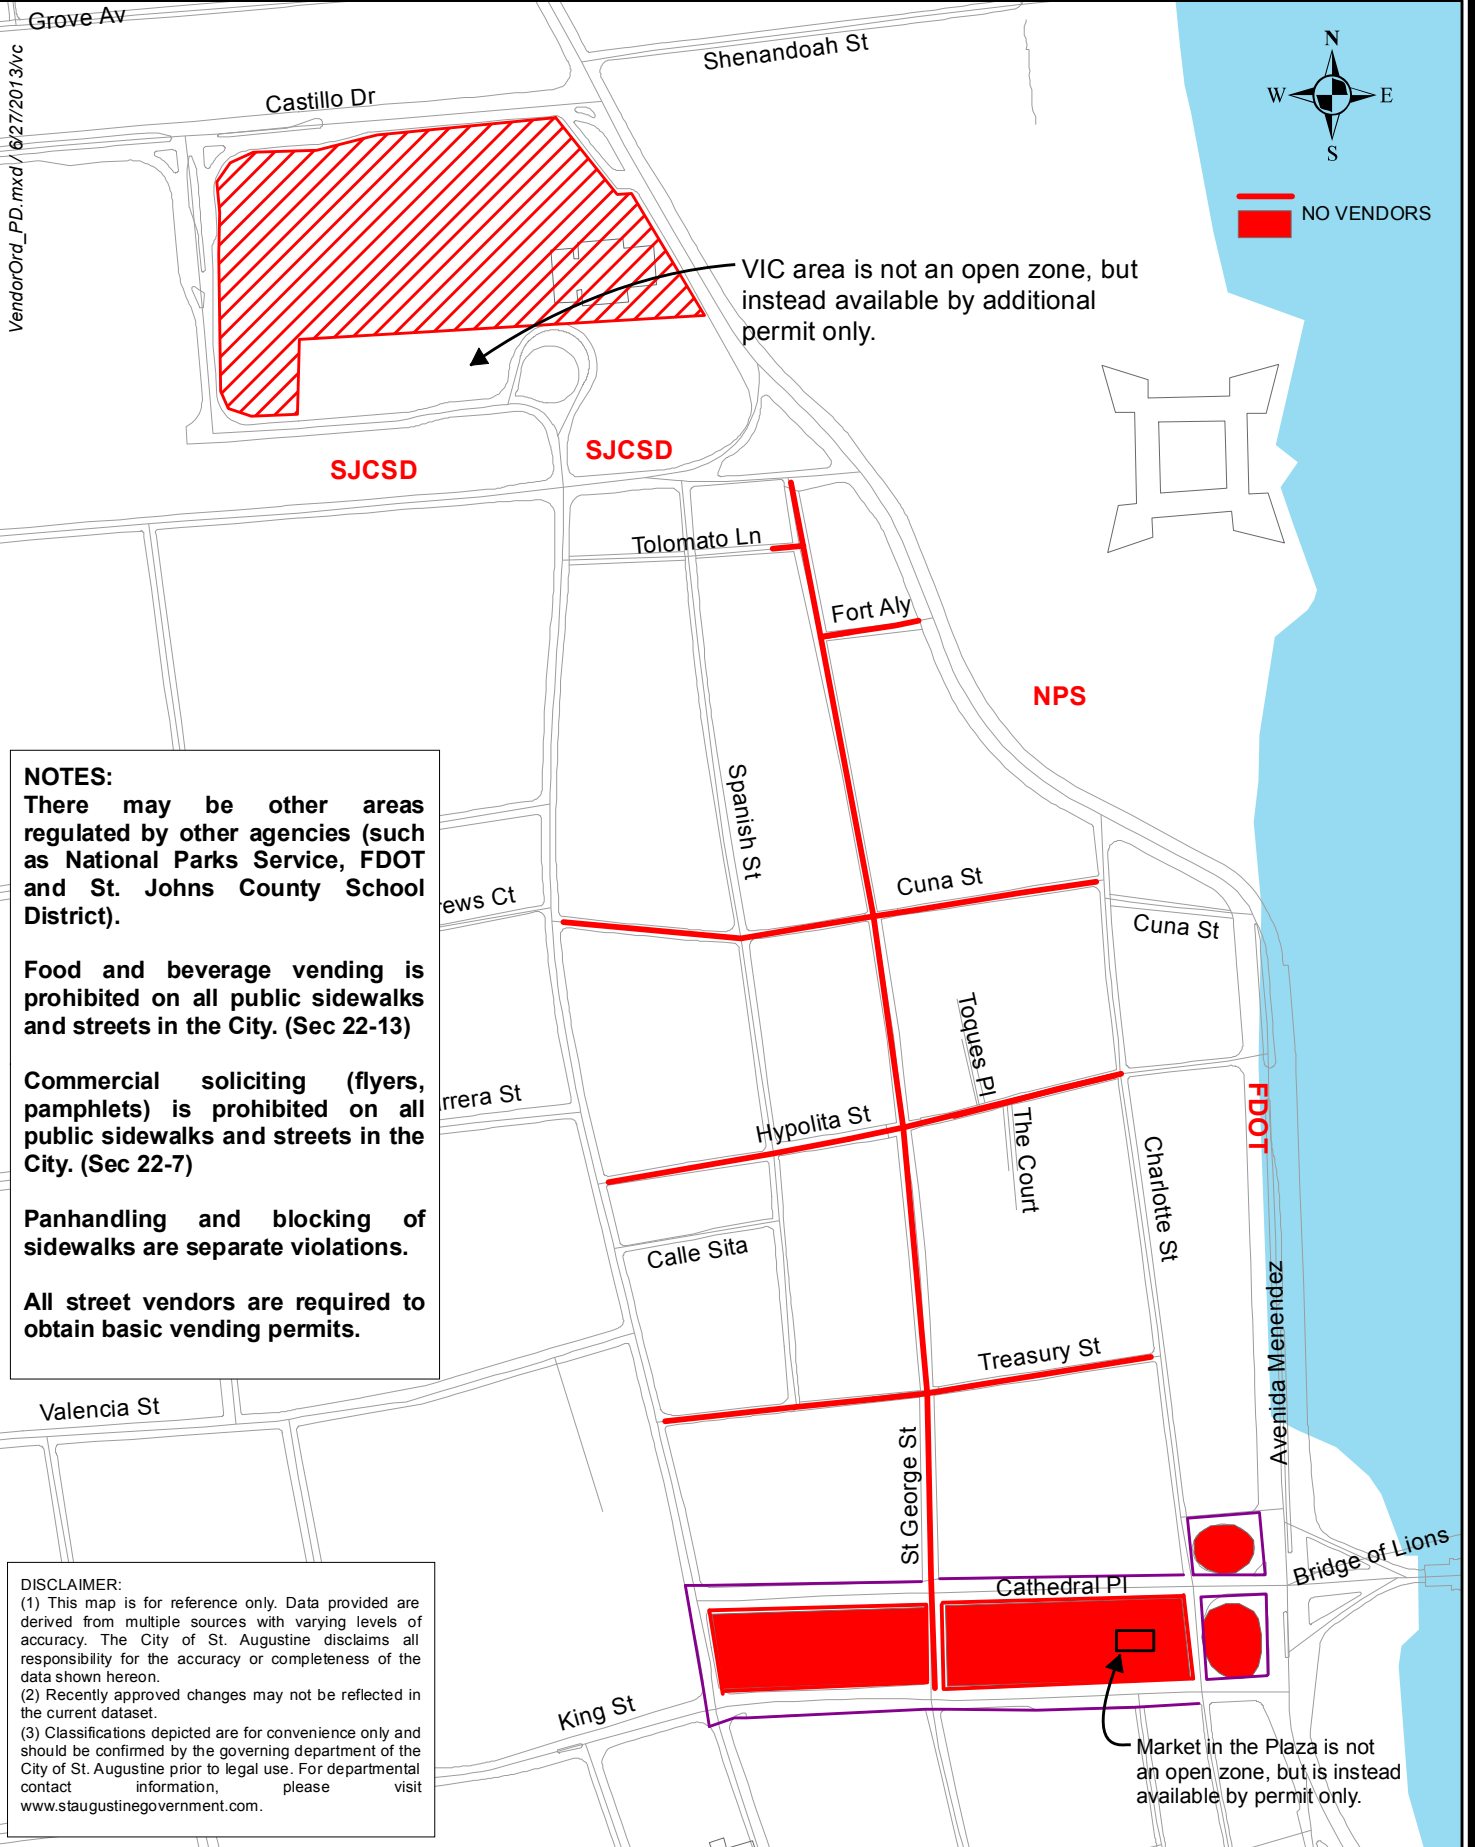 Grove Av
VendorOrd_PD.mxd / 6/27/2013/vc
Shenandoah St
Castillo Dr
N
W
E
S
NO VENDORS
VIC area is not an open zone, but
instead available by additional
permit only.
SJCSD
SJCSD
Tolomato Ln
Fort Aly
NPS
Spanish St
Cuna St
Cuna St
ews Ct
Toques Pl
rrera St
Hypolita St
The Court
FDOT
Charlotte St
Calle Sita
Avenida Menendez
Treasury St
Valencia St
St George St
Bridge of Lions
Cathedral Pl
King St
Market in the Plaza is not
an open zone, but is instead
available by permit only.
NOTES:
There may be other areas
regulated by other agencies (such
as National Parks Service, FDOT
and St. Johns County School
District).
Food and beverage vending is
prohibited on all public sidewalks
and streets in the City. (Sec 22-13)
Commercial soliciting (flyers,
pamphlets) is prohibited on all
public sidewalks and streets in the
City. (Sec 22-7)
Panhandling and blocking of
sidewalks are separate violations.
All street vendors are required to
obtain basic vending permits.
DISCLAIMER:
(1) This map is for reference only. Data provided are
derived from multiple sources with varying levels of
accuracy. The City of St. Augustine disclaims all
responsibility for the accuracy or completeness of the
data shown hereon.
(2) Recently approved changes may not be reflected in
the current dataset.
(3) Classifications depicted are for convenience only and
should be confirmed by the governing department of the
City of St. Augustine prior to legal use. For departmental
contact information, please visit
www.staugustinegovernment.com.